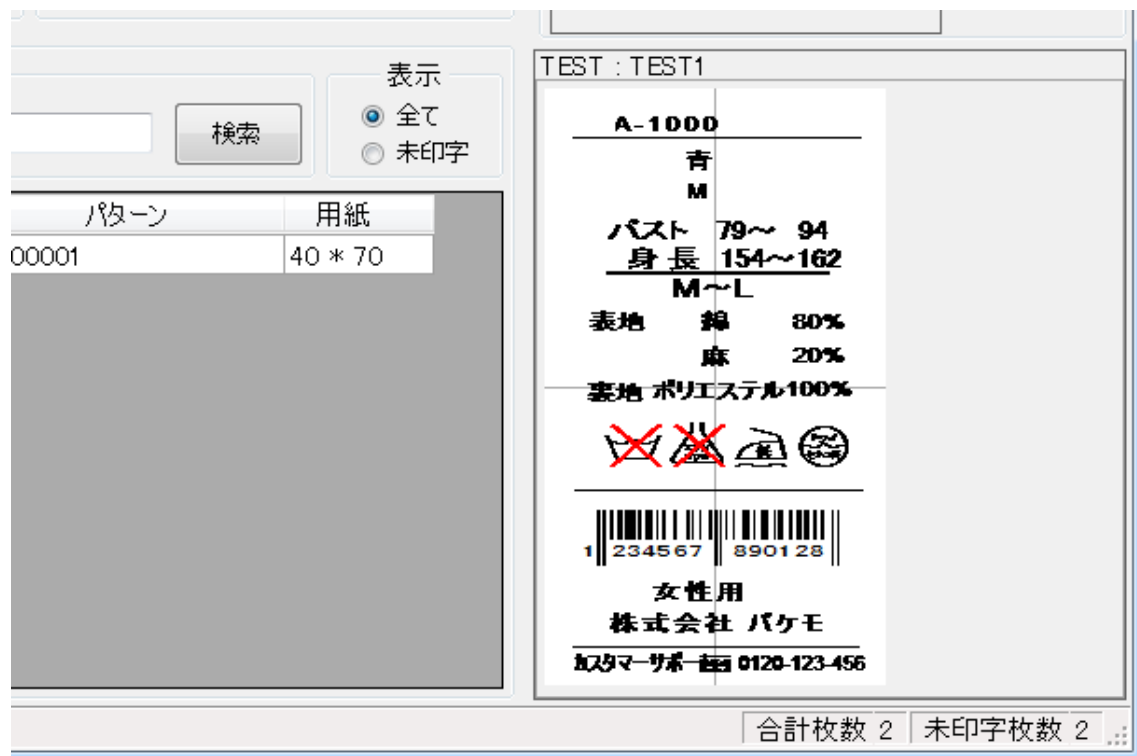 表示
全て
未印字
検索
パターン 用紙
00001 40 * 70
TEST : TEST1
A-1000
青
M
バスト 79～ 94
身長 154～162
M～L
表地 綿 80%
麻 20%
裏地 ポリエステル100%
1 234567 890128
女性用
株式会社 パケモ
カスタマーサポー 0120-123-456
合計枚数 2 未印字枚数 2